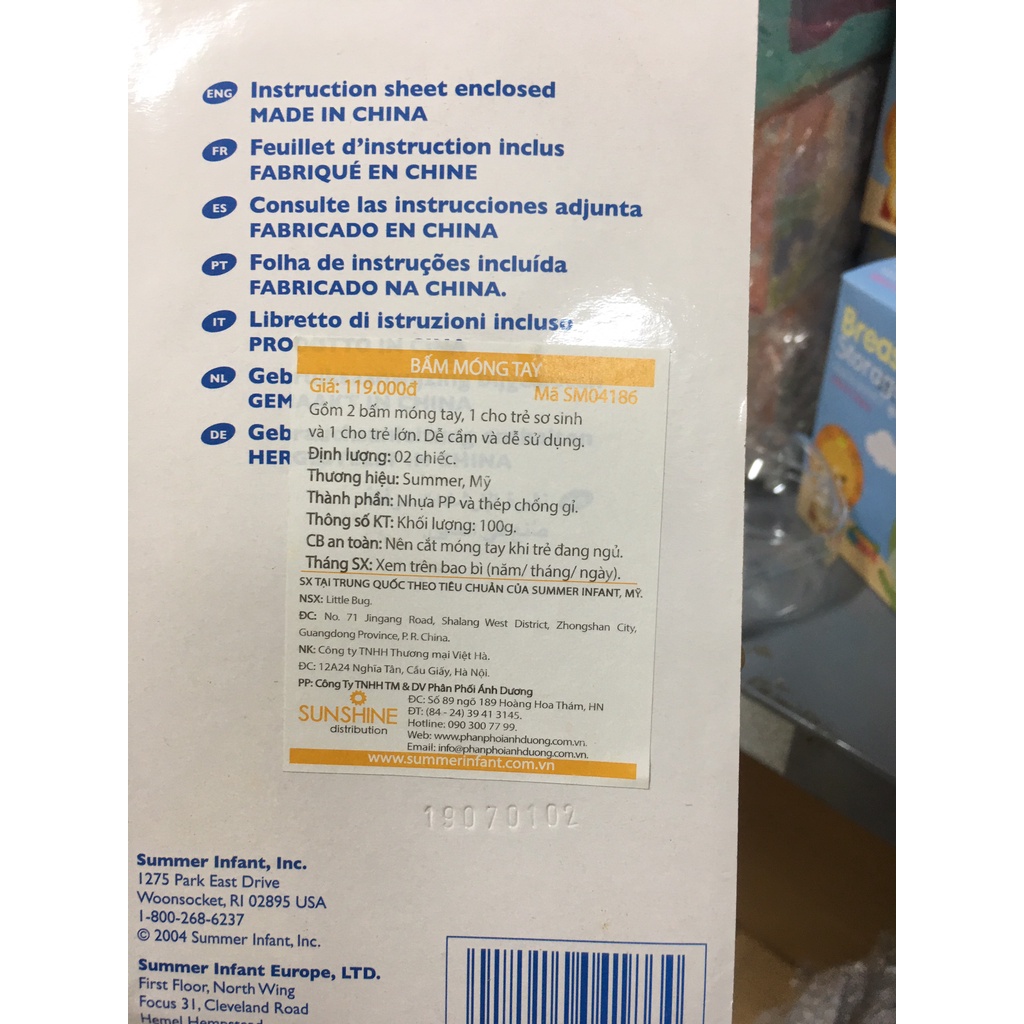 ENG Instruction sheet enclosed
MADE IN CHINA
FR Feuillet d'instruction inclus
FABRIQUÉ EN CHINE
ES Consulte las instrucciones adjunta
FABRICADO EN CHINA
PT Folha de instruções incluída
FABRICADO NA CHINA.
IT Libretto di istruzioni incluso
PRODOTTO IN
NL Geb
GEM
DE Geb
HER
BẤM MÓNG TAY
Giá: 119.000đ Mã SM04186
Gồm 2 bấm móng tay, 1 cho trẻ sơ sinh
và 1 cho trẻ lớn. Dễ cầm và dễ sử dụng.
Định lượng: 02 chiếc.
Thương hiệu: Summer, Mỹ
Thành phần: Nhựa PP và thép chống gỉ.
Thông số KT: Khối lượng: 100g.
CB an toàn: Nên cắt móng tay khi trẻ đang ngủ.
Tháng SX: Xem trên bao bì (năm/ tháng/ ngày).
SX TẠI TRUNG QUỐC THEO TIÊU CHUẨN CỦA SUMMER INFANT, MỸ.
NSX: Little Bug.
ĐC: No. 71 Jingang Road, Shalang West District, Zhongshan City,
Guangdong Province, P. R. China.
NK: Công ty TNHH Thương mại Việt Hà.
ĐC: 12A24 Nghĩa Tân, Cầu Giấy, Hà Nội.
PP: Công Ty TNHH TM & DV Phân Phối Ánh Dương
SUNSHINE
distribution
ĐC: Số 89 ngõ 189 Hoàng Hoa Thám, HN
ĐT: (84 - 24) 39 41 3145.
Hotline: 090 300 77 99.
Web: www.phanphoianhduong.com.vn.
Email: info@phanphoianhduong.com.vn.
www.summerinfant.com.vn
19070102
Summer Infant, Inc.
1275 Park East Drive
Woonsocket, RI 02895 USA
1-800-268-6237
© 2004 Summer Infant, Inc.
Summer Infant Europe, LTD.
First Floor, North Wing
Focus 31, Cleveland Road
Hemel Hempstead
Breas
Storag